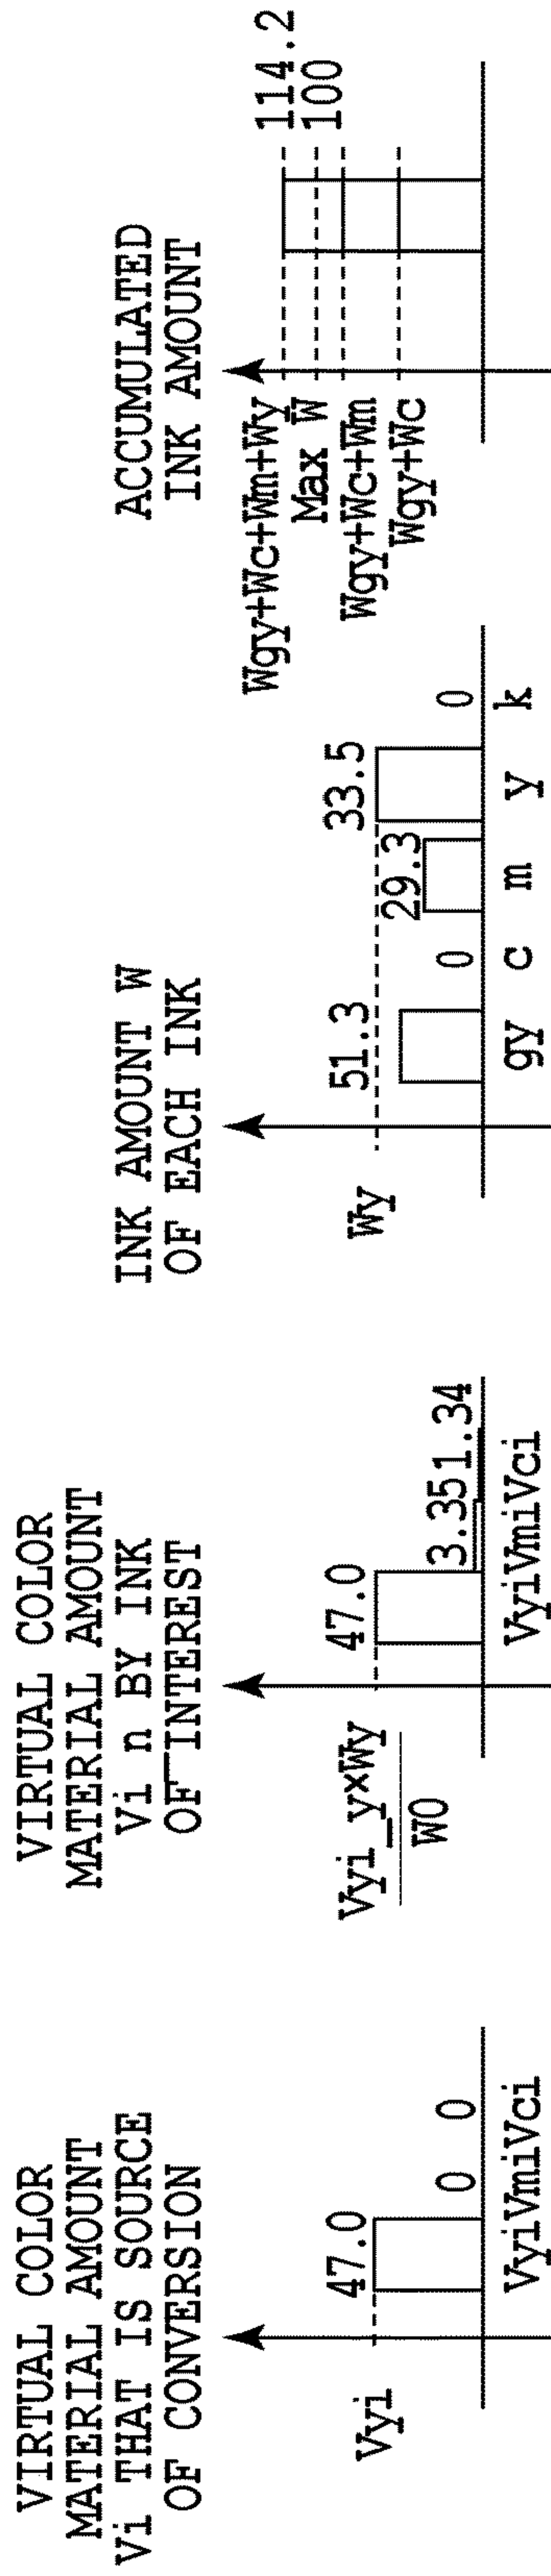 VIRTUAL COLOR
MATERIAL AMOUNT
Vi THAT IS SOURCE
OF CONVERSION
Vyi
47.0
0
0
VyiVmiVci
VIRTUAL COLOR
MATERIAL AMOUNT
Vi_n BY INK
OF INTEREST
Vyi_y×Wy
W0
47.0
3.35
1.34
VyiVmiVci
INK AMOUNT W
OF EACH INK
Wy
51.3
0
29.3
33.5
0
gy c m y k
ACCUMULATED
INK AMOUNT
Wgy+Wc+Wm+Wy
Max W
Wgy+Wc+Wm
Wgy+Wc
114.2
100